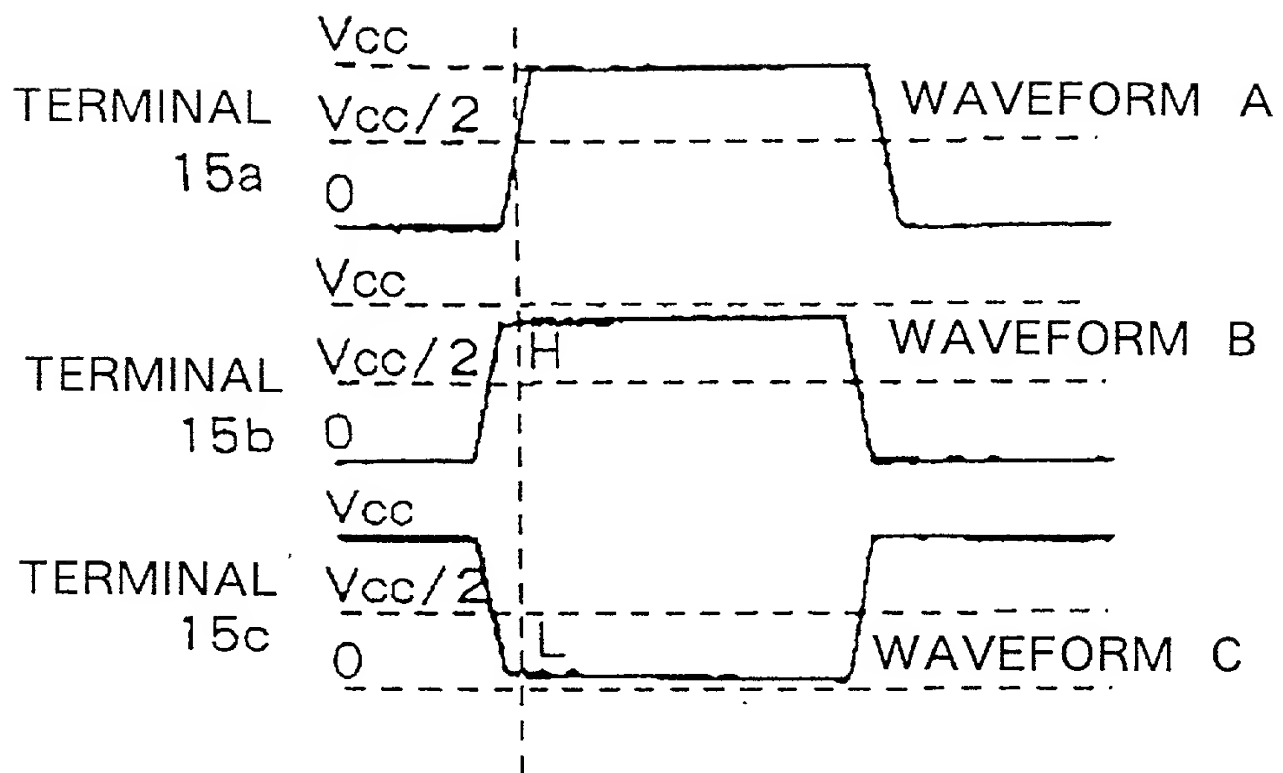 Vcc
TERMINAL
15a
Vcc/2
0
WAVEFORM A
Vcc
TERMINAL
15b
Vcc/2
H
0
WAVEFORM B
Vcc
TERMINAL
15c
Vcc/2
L
0
WAVEFORM C